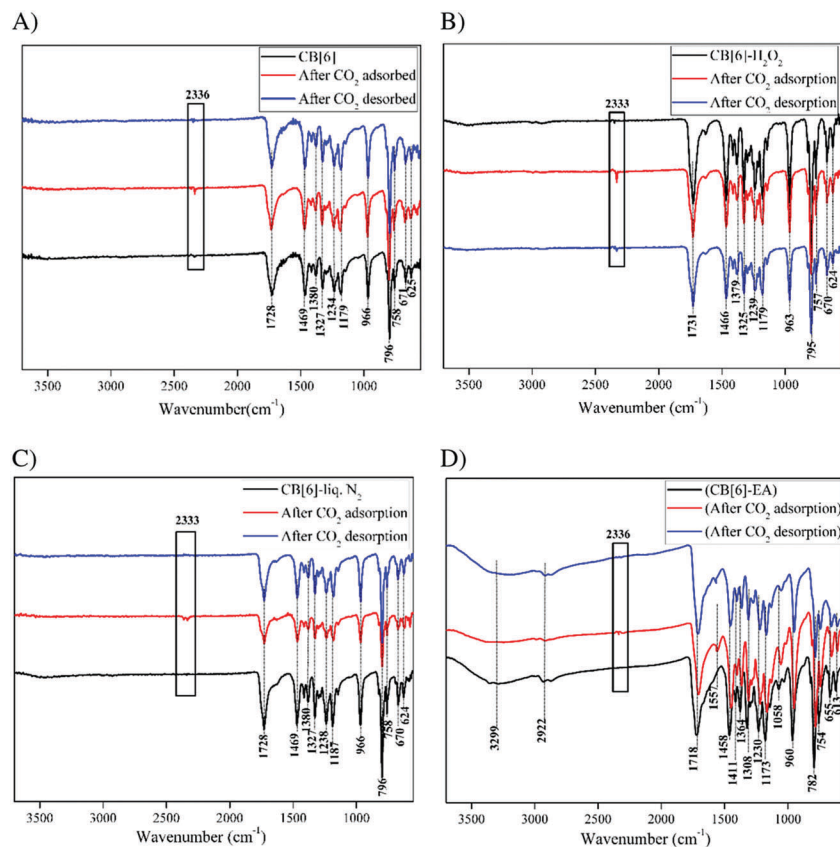 A)
CB[6]
After CO₂ adsorbed
After CO₂ desorbed
2336
1728
1469
1380
1327
1234
1179
966
796
758
671
625
3500 3000 2500 2000 1500 1000
Wavenumber(cm⁻¹)
B)
CB[6]-H₂O₂
After CO₂ adsorption
After CO₂ desorption
2333
1731
1466
1379
1325
1239
1179
963
795
757
670
624
3500 3000 2500 2000 1500 1000
Wavenumber (cm⁻¹)
C)
CB[6]-liq. N₂
After CO₂ adsorption
After CO₂ desorption
2333
1728
1469
1380
1327
1238
1187
966
796
758
670
624
3500 3000 2500 2000 1500 1000
Wavenumber (cm⁻¹)
D)
(CB[6]-EA)
(After CO₂ adsorption)
(After CO₂ desorption)
2336
3299
2922
1718
1557
1458
1411
1364
1308
1230
1173
1058
960
782
754
655
613
3500 3000 2500 2000 1500 1000
Wavenumber (cm⁻¹)